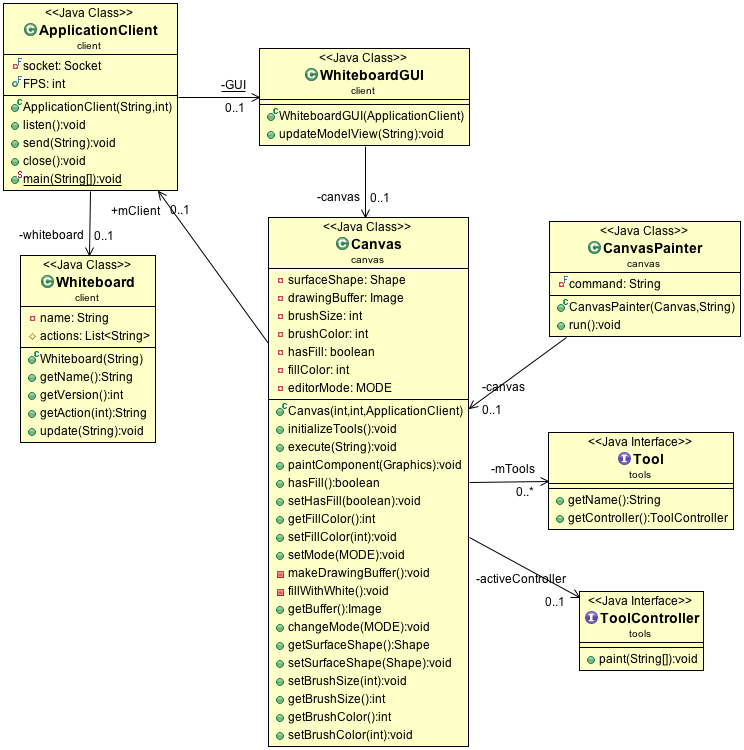 <<Java Class>>
ApplicationClient
client
socket: Socket
FPS: int
ApplicationClient(String,int)
listen():void
send(String):void
close():void
main(String[]):void
-GUI
0..1
<<Java Class>>
WhiteboardGUI
client
WhiteboardGUI(ApplicationClient)
updateModelView(String):void
-whiteboard
0..1
+mClient
0..1
-canvas
0..1
<<Java Class>>
Whiteboard
client
name: String
actions: List<String>
Whiteboard(String)
getName():String
getVersion():int
getAction(int):String
update(String):void
<<Java Class>>
Canvas
canvas
surfaceShape: Shape
drawingBuffer: Image
brushSize: int
brushColor: int
hasFill: boolean
fillColor: int
editorMode: MODE
Canvas(int,int,ApplicationClient)
initializeTools():void
execute(String):void
paintComponent(Graphics):void
hasFill():boolean
setHasFill(boolean):void
getFillColor():int
setFillColor(int):void
setMode(MODE):void
makeDrawingBuffer():void
fillWithWhite():void
getBuffer():Image
changeMode(MODE):void
getSurfaceShape():Shape
setSurfaceShape(Shape):void
setBrushSize(int):void
getBrushSize():int
getBrushColor():int
setBrushColor(int):void
<<Java Class>>
CanvasPainter
canvas
command: String
CanvasPainter(Canvas,String)
run():void
-canvas
0..1
-mTools
0..*
<<Java Interface>>
Tool
tools
getName():String
getController():ToolController
-activeController
0..1
<<Java Interface>>
ToolController
tools
paint(String[]):void